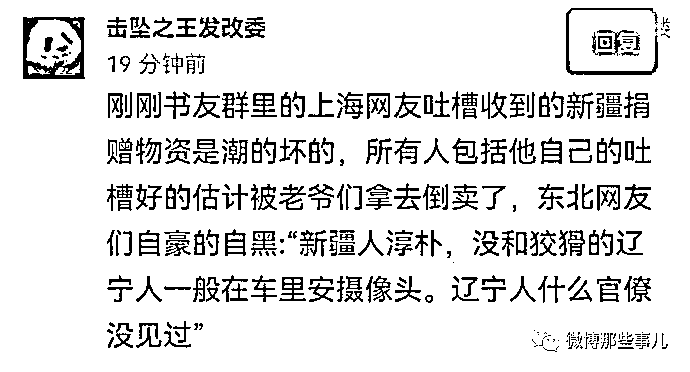 击坠之王发改委
回复
楼
19 分钟前
刚刚书友群里的上海网友吐槽收到的新疆捐
赠物资是潮的坏的，所有人包括他自己的吐
槽好的估计被老爷们拿去倒卖了，东北网友
们自豪的自黑:“新疆人淳朴，没和狡猾的辽
宁人一般在车里安摄像头。辽宁人什么官僚
没见过”
微博那些事儿